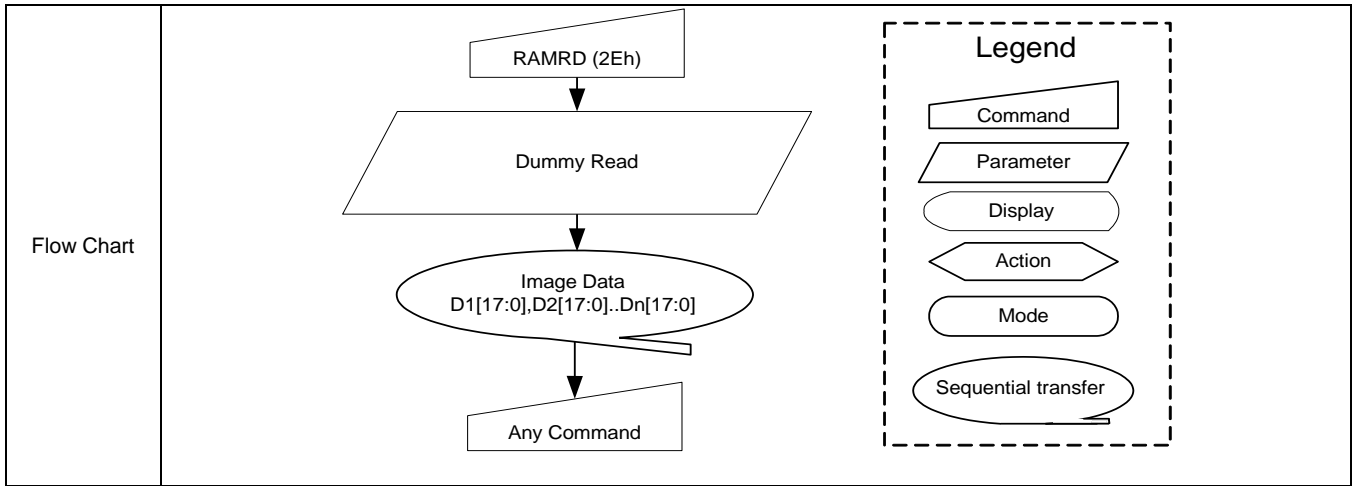 Flow Chart
RAMRD (2Eh)
Dummy Read
Image Data
D1[17:0],D2[17:0]..Dn[17:0]
Any Command
Legend
Command
Parameter
Display
Action
Mode
Sequential transfer